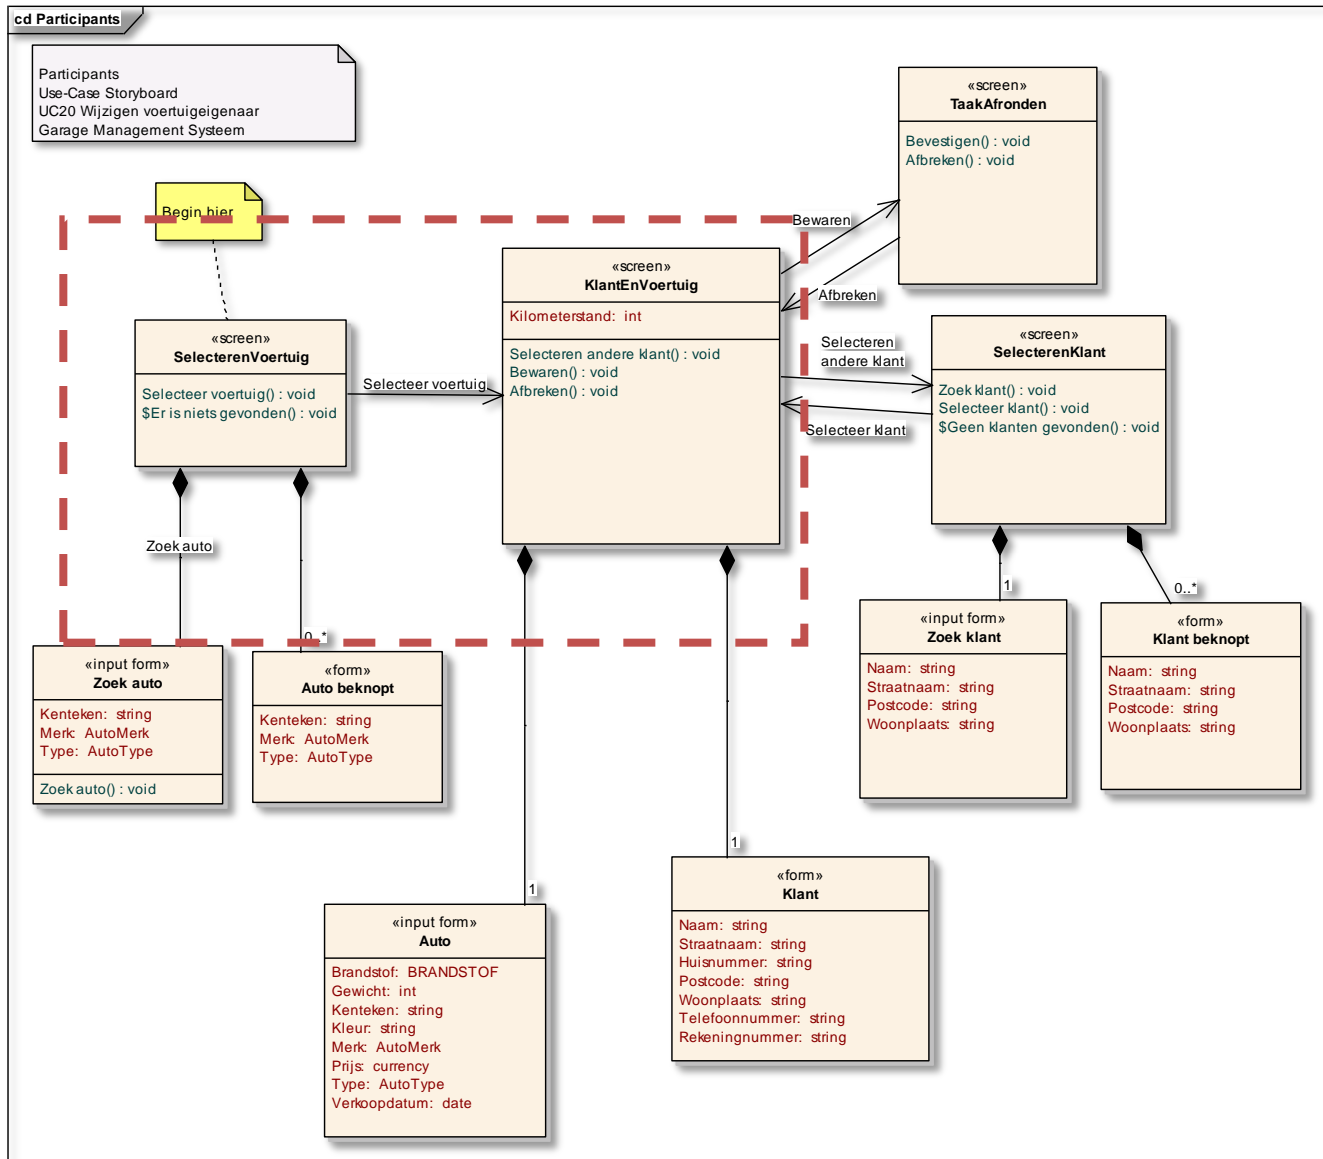 cd Participants
Participants
Use-Case Storyboard
UC20 Wijzigen voertuigeigenaar
Garage Management Systeem
«screen»
TaakAfronden
Bevestigen() : void
Afbreken() : void
Begin hier
Bewaren
Afbreken
«screen»
KlantEnVoertuig
Kilometerstand: int
Selecteren andere klant() : void
Bewaren() : void
Afbreken() : void
«screen»
SelecterenVoertuig
Selecteer voertuig() : void
$Er is niets gevonden() : void
Selecteer voertuig
Selecteren
andere klant
Selecteer klant
«screen»
SelecterenKlant
Zoek klant() : void
Selecteer klant() : void
$Geen klanten gevonden() : void
Zoek auto
0..*
1
0..*
«input form»
Zoek auto
Kenteken: string
Merk: AutoMerk
Type: AutoType
Zoek auto() : void
«form»
Auto beknopt
Kenteken: string
Merk: AutoMerk
Type: AutoType
«input form»
Zoek klant
Naam: string
Straatnaam: string
Postcode: string
Woonplaats: string
«form»
Klant beknopt
Naam: string
Straatnaam: string
Postcode: string
Woonplaats: string
1
1
«input form»
Auto
Brandstof: BRANDSTOF
Gewicht: int
Kenteken: string
Kleur: string
Merk: AutoMerk
Prijs: currency
Type: AutoType
Verkoopdatum: date
«form»
Klant
Naam: string
Straatnaam: string
Huisnummer: string
Postcode: string
Woonplaats: string
Telefoonnummer: string
Rekeningnummer: string